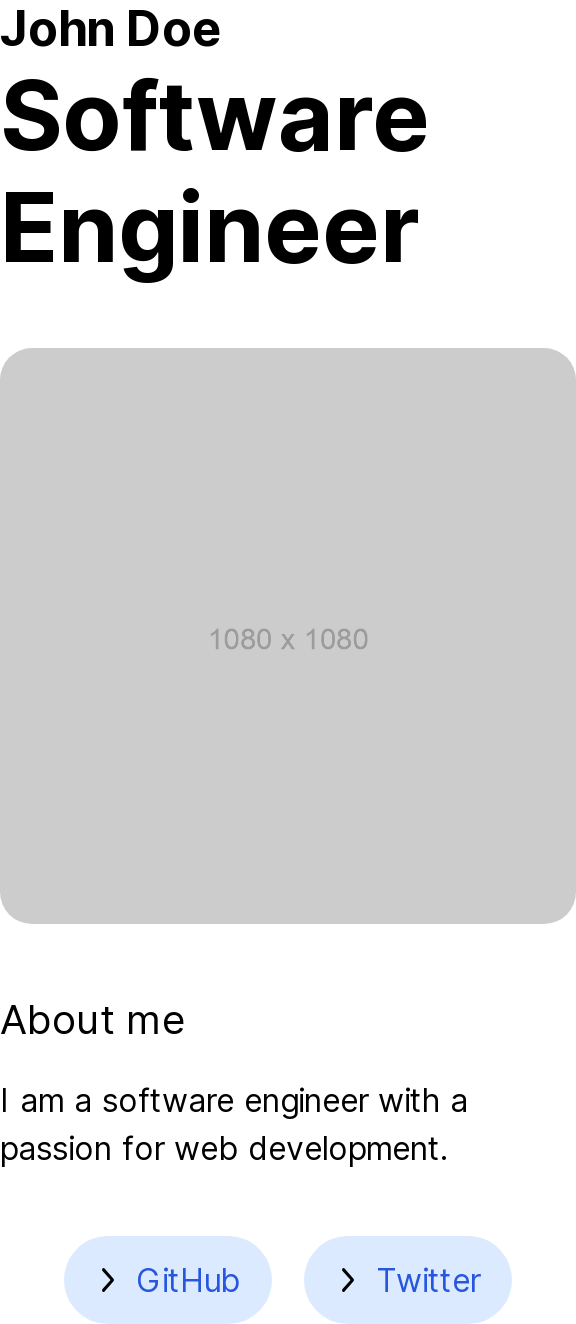 John Doe
Software
Engineer
1080 x 1080
About me
I am a software engineer with a
passion for web development.
GitHub
Twitter